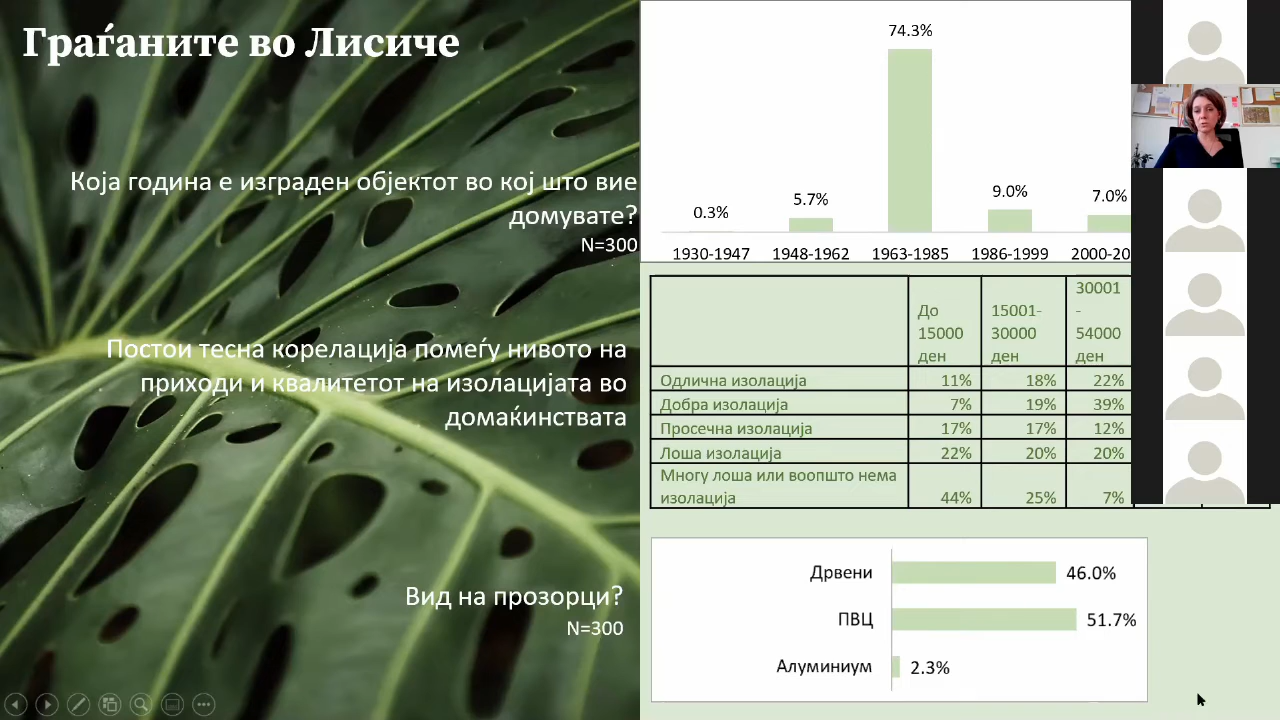 Граѓаните во Лисиче
Која година е изграден објектот во кој што вие
домувате?
N=300
74.3%
0.3%
5.7%
9.0%
7.0%
1930-1947 1948-1962 1963-1985 1986-1999 2000-20
Постои тесна корелација помеѓу нивото на
приходи и квалитетот на изолацијата во
домаќинствата
До
15000
ден
15001-
30000
ден
30001
-
54000
ден
Одлична изолација 11% 18% 22%
Добра изолација 7% 19% 39%
Просечна изолација 17% 17% 12%
Лоша изолација 22% 20% 20%
Многу лоша или воопшто нема
изолација 44% 25% 7%
Вид на прозорци?
N=300
Дрвени 46.0%
ПВЦ 51.7%
Алуминиум 2.3%